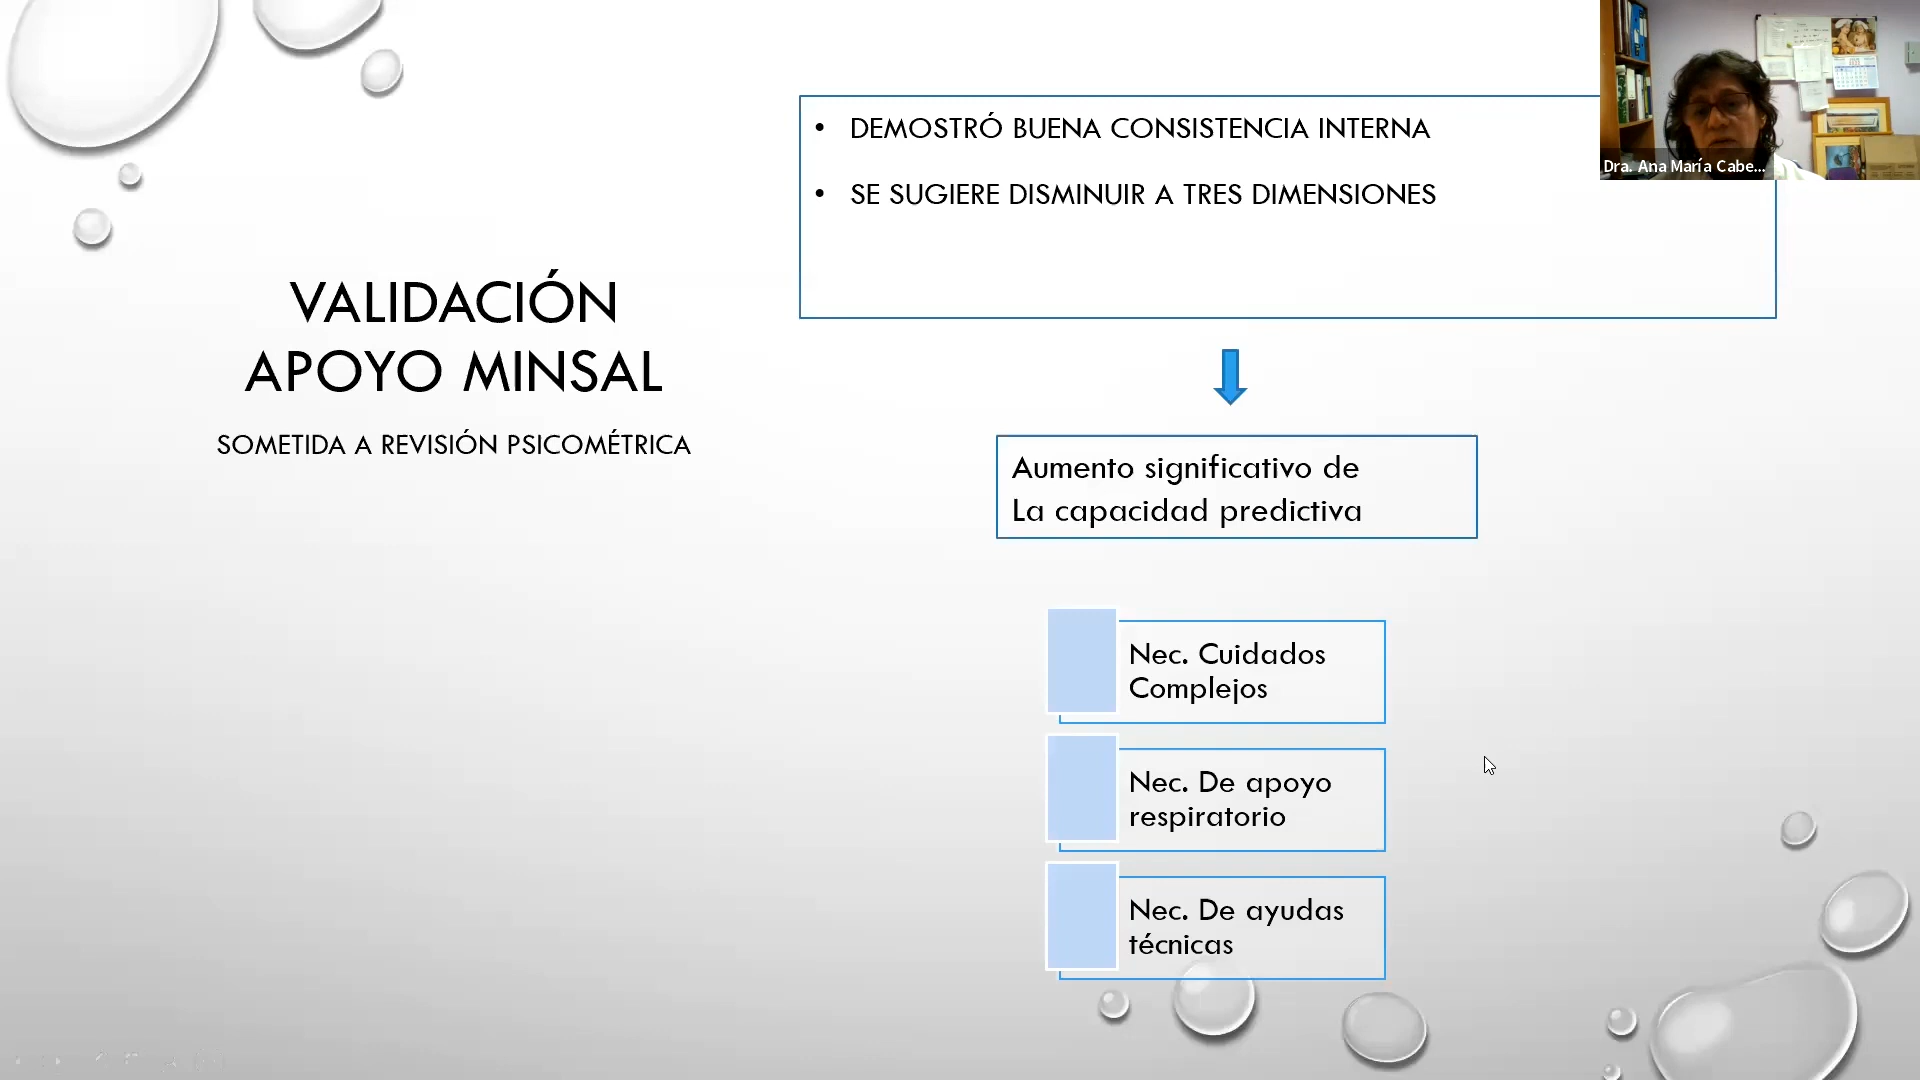 VALIDACIÓN
APOYO MINSAL
SOMETIDA A REVISIÓN PSICOMÉTRICA
• DEMOSTRÓ BUENA CONSISTENCIA INTERNA
• SE SUGIERE DISMINUIR A TRES DIMENSIONES
Aumento significativo de
La capacidad predictiva
Nec. Cuidados
Complejos
Nec. De apoyo
respiratorio
Nec. De ayudas
técnicas
Dra. Ana María Cabe...